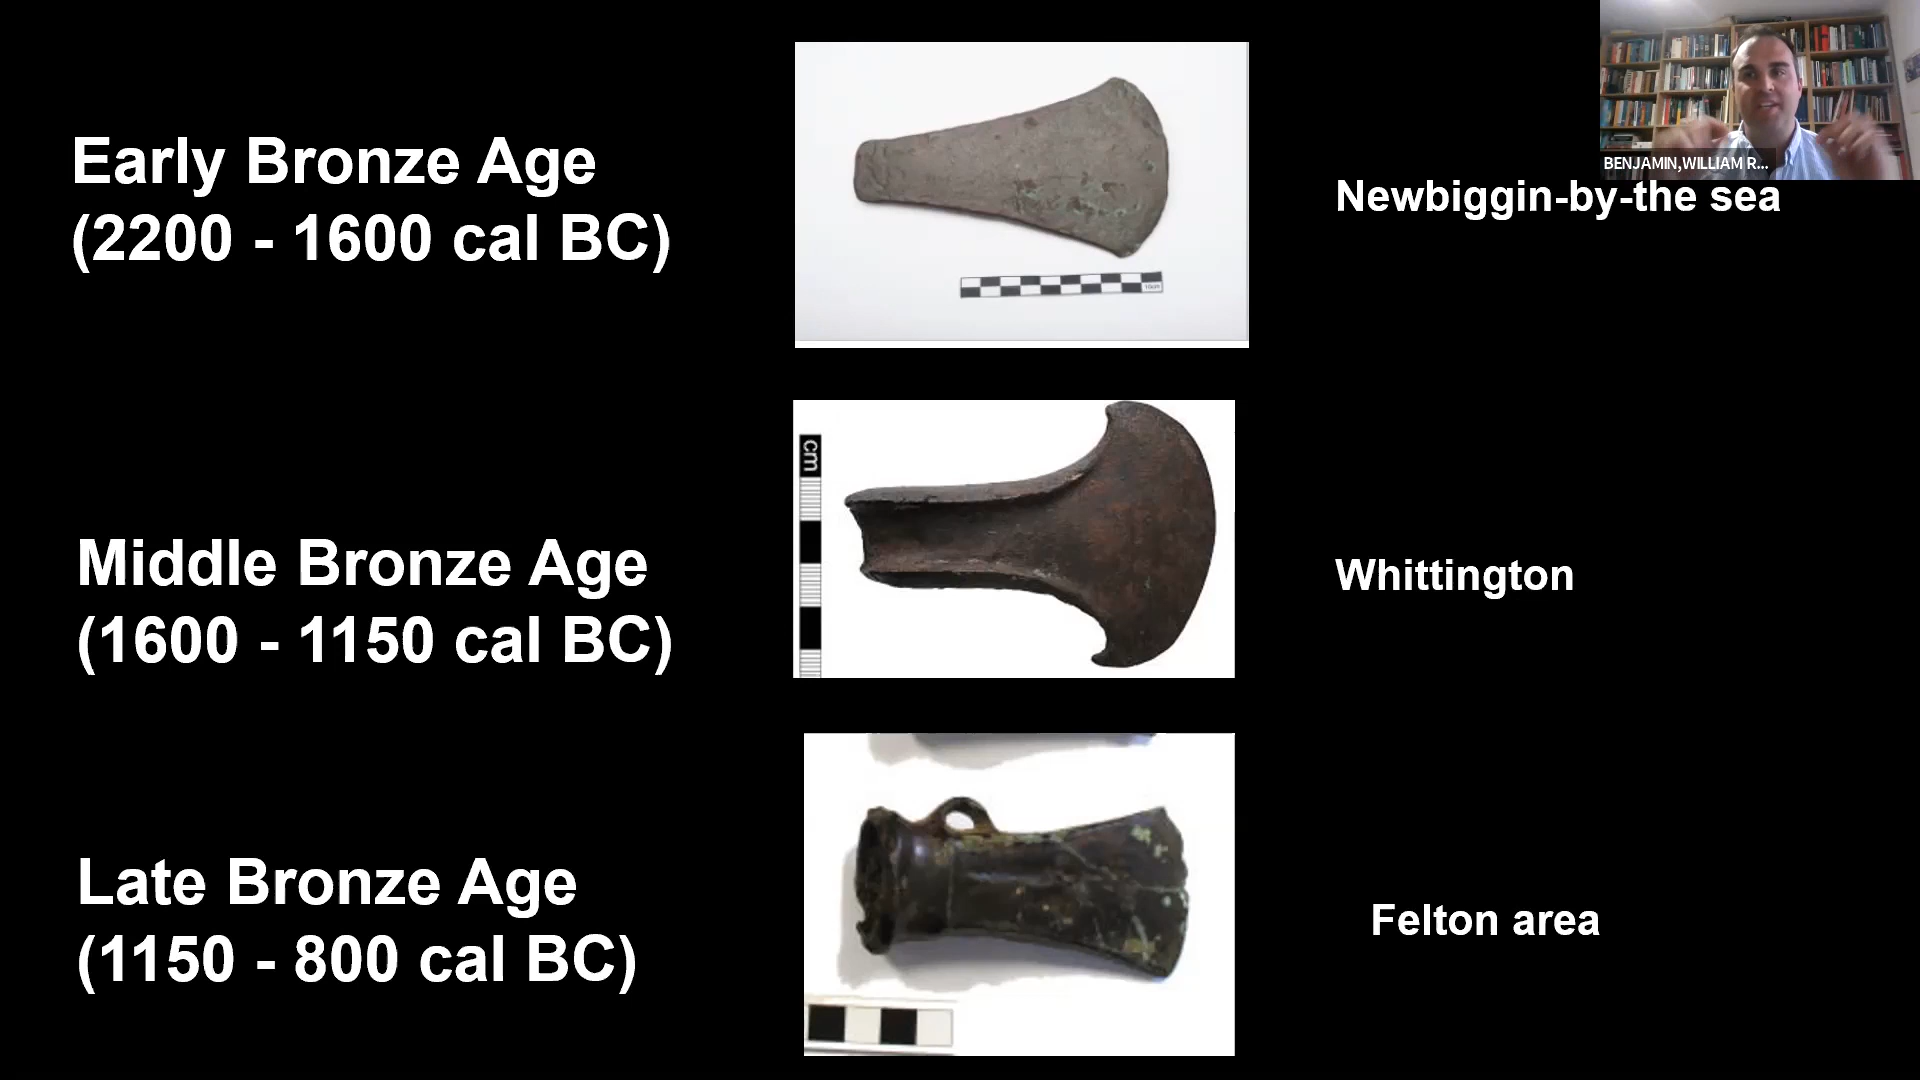 Early Bronze Age
(2200 - 1600 cal BC)
10cm
BENJAMIN,WILLIAM R...
Newbiggin-by-the sea
cm
Middle Bronze Age
(1600 - 1150 cal BC)
Whittington
Late Bronze Age
(1150 - 800 cal BC)
Felton area